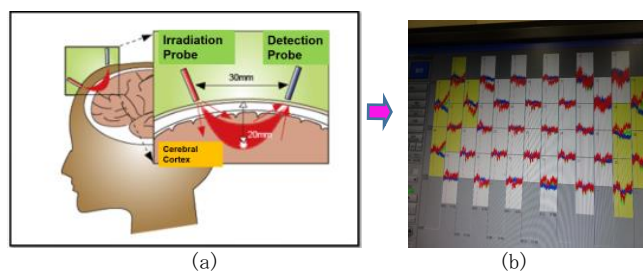 Irradiation
Probe
Detection
Probe
30mm
20mm
Cerebral
Cortex
(a)
(b)